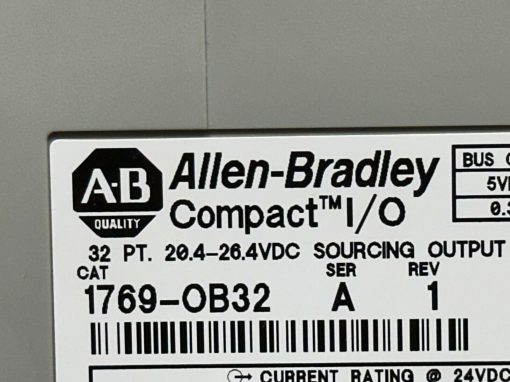 A-B
QUALITY
Allen-Bradley
Compact™ I/O
BUS
32 PT. 20.4-26.4VDC SOURCING OUTPUT
CAT SER REV
1769-OB32 A 1
CURRENT RATING @ 24VDC